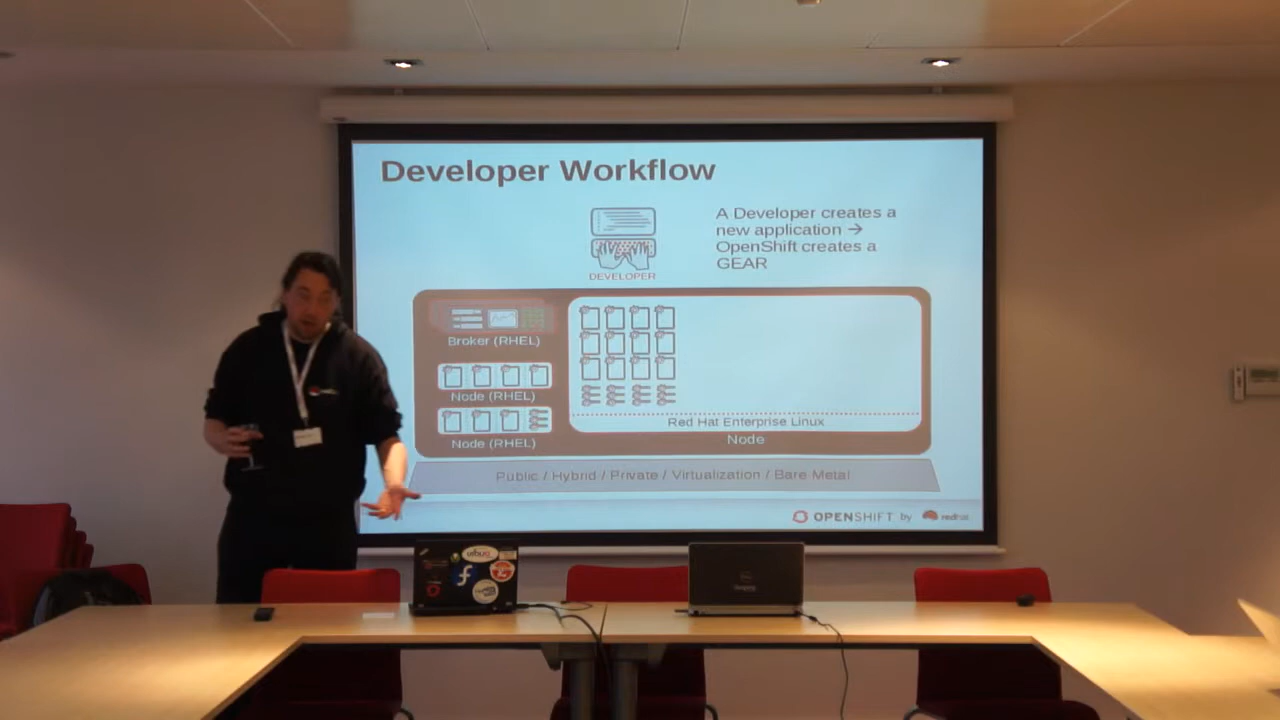 Developer Workflow
A Developer creates a
new application →
OpenShift creates a
GEAR
DEVELOPER
Broker (RHEL)
Node (RHEL)
Node (RHEL)
Red Hat Enterprise Linux
Node
Public / Hybrid / Private / Virtualization / Bare Metal
OPENSHIFT by redhat